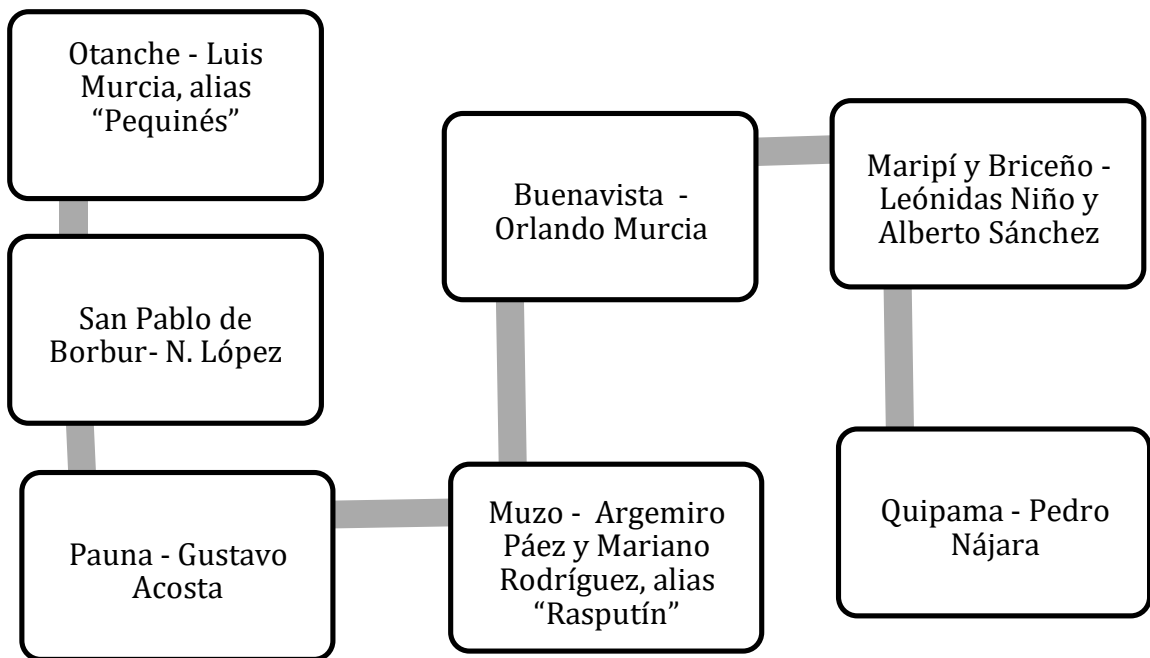 Otanche - Luis
Murcia, alias
“Pequinés”
San Pablo de
Borbur- N. López
Pauna - Gustavo
Acosta
Muzo - Argemiro
Páez y Mariano
Rodríguez, alias
“Rasputín”
Buenavista -
Orlando Murcia
Maripí y Briceño -
Leónidas Niño y
Alberto Sánchez
Quipama - Pedro
Nájara